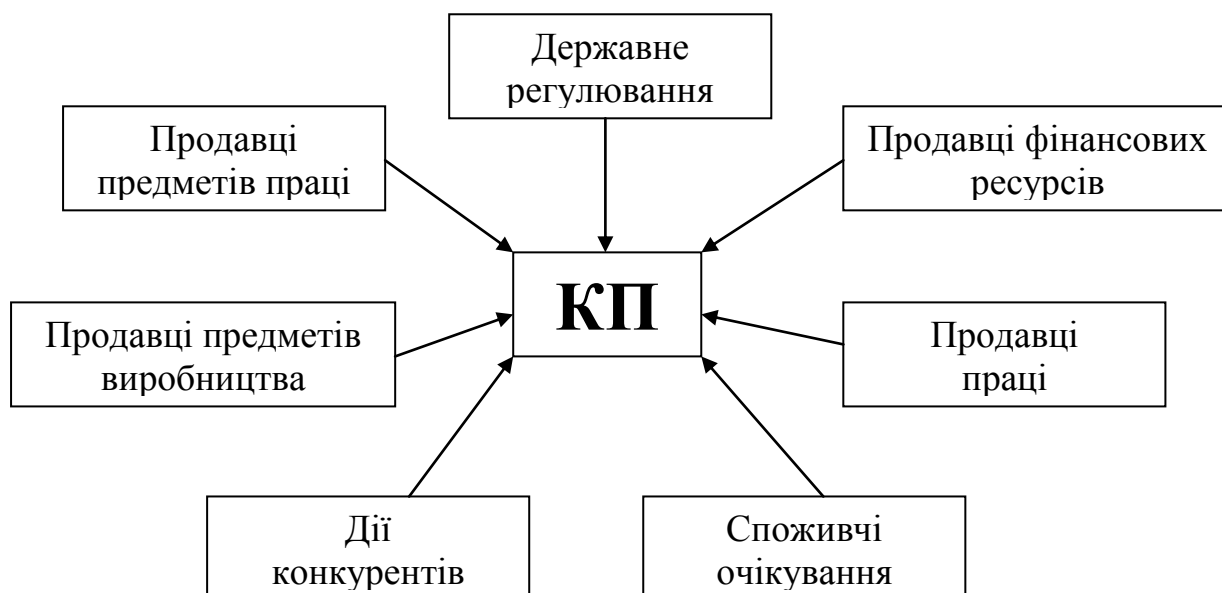 Державне
регулювання
Продавці
предметів праці
Продавці фінансових
ресурсів
КП
Продавці предметів
виробництва
Продавці
праці
Дії
конкурентів
Споживчі
очікування